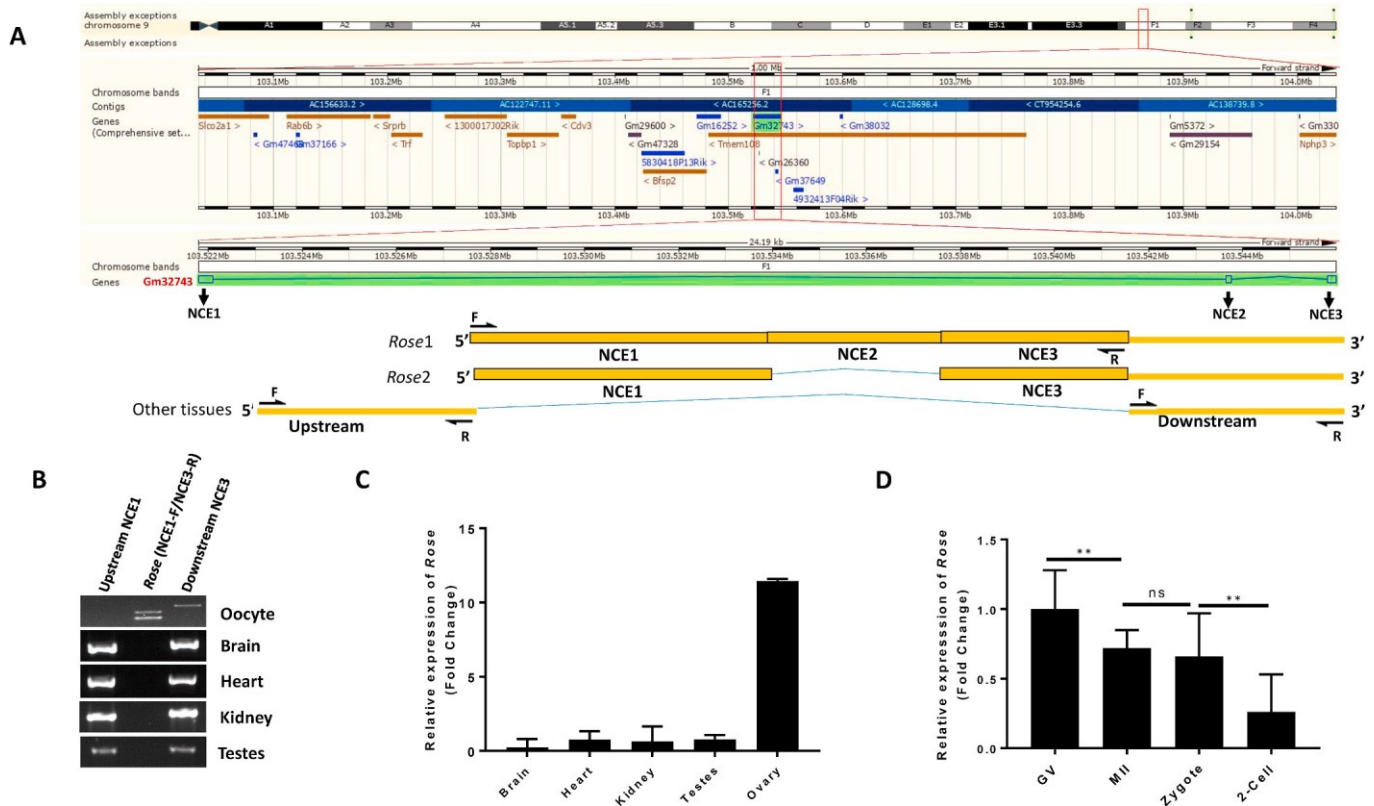 A
Assembly exceptions
chromosome 9
Assembly exceptions
A1 A2 A3 A4 A5.1 A5.2 A5.3 B C D E1 E2 E3.1 E3.3 F1 F2 F3 F4
1.00 Mb Forward strand
103.1Mb 103.2Mb 103.3Mb 103.4Mb 103.5Mb 103.6Mb 103.7Mb 103.8Mb 103.9Mb 104.0Mb
Chromosome bands F1
Contigs AC156633.2 > AC122747.11 > < AC165256.2 < AC128698.4 > < CT954254.6 AC138739.8 >
Genes
(Comprehensive set...
Slco2a1 > Rab6b > < Srprb < 1300017J02Rik < Cdv3 Gm29600 > Gm16252 > Gm32743 > < Gm38032 Gm5372 > < Gm330
Gm37166 > < Trf Topbp1 > < Gm47328 < Tmem108 < Gm29154 Nphp3 >
5830418P13Rik > < Gm26360
< Bfsp2 < Gm37649
4932413F04Rik >
103.1Mb 103.2Mb 103.3Mb 103.4Mb 103.5Mb 103.6Mb 103.7Mb 103.8Mb 103.9Mb 104.0Mb
24.19 kb Forward strand
103.522Mb 103.524Mb 103.526Mb 103.528Mb 103.530Mb 103.532Mb 103.534Mb 103.536Mb 103.538Mb 103.540Mb 103.542Mb 103.544Mb
Chromosome bands F1
Genes Gm32743
NCE1 NCE2 NCE3
F
Rose1 5' 3'
NCE1 NCE2 NCE3 R
Rose2 5' 3'
NCE1 NCE3
F F
Other tissues 5' 3'
Upstream R Downstream R
B
Upstream NCE1
Rose (NCE1-F/NCE3-R)
Downstream NCE3
Oocyte
Brain
Heart
Kidney
Testes
C
Relative expression of Rose
(Fold Change)
15
10
5
0
Brain Heart Kidney Testes Ovary
D
Relative expresssion of Rose
(Fold Change)
1.5
1.0
0.5
0.0
** ns **
GV MII Zygote 2-Cell